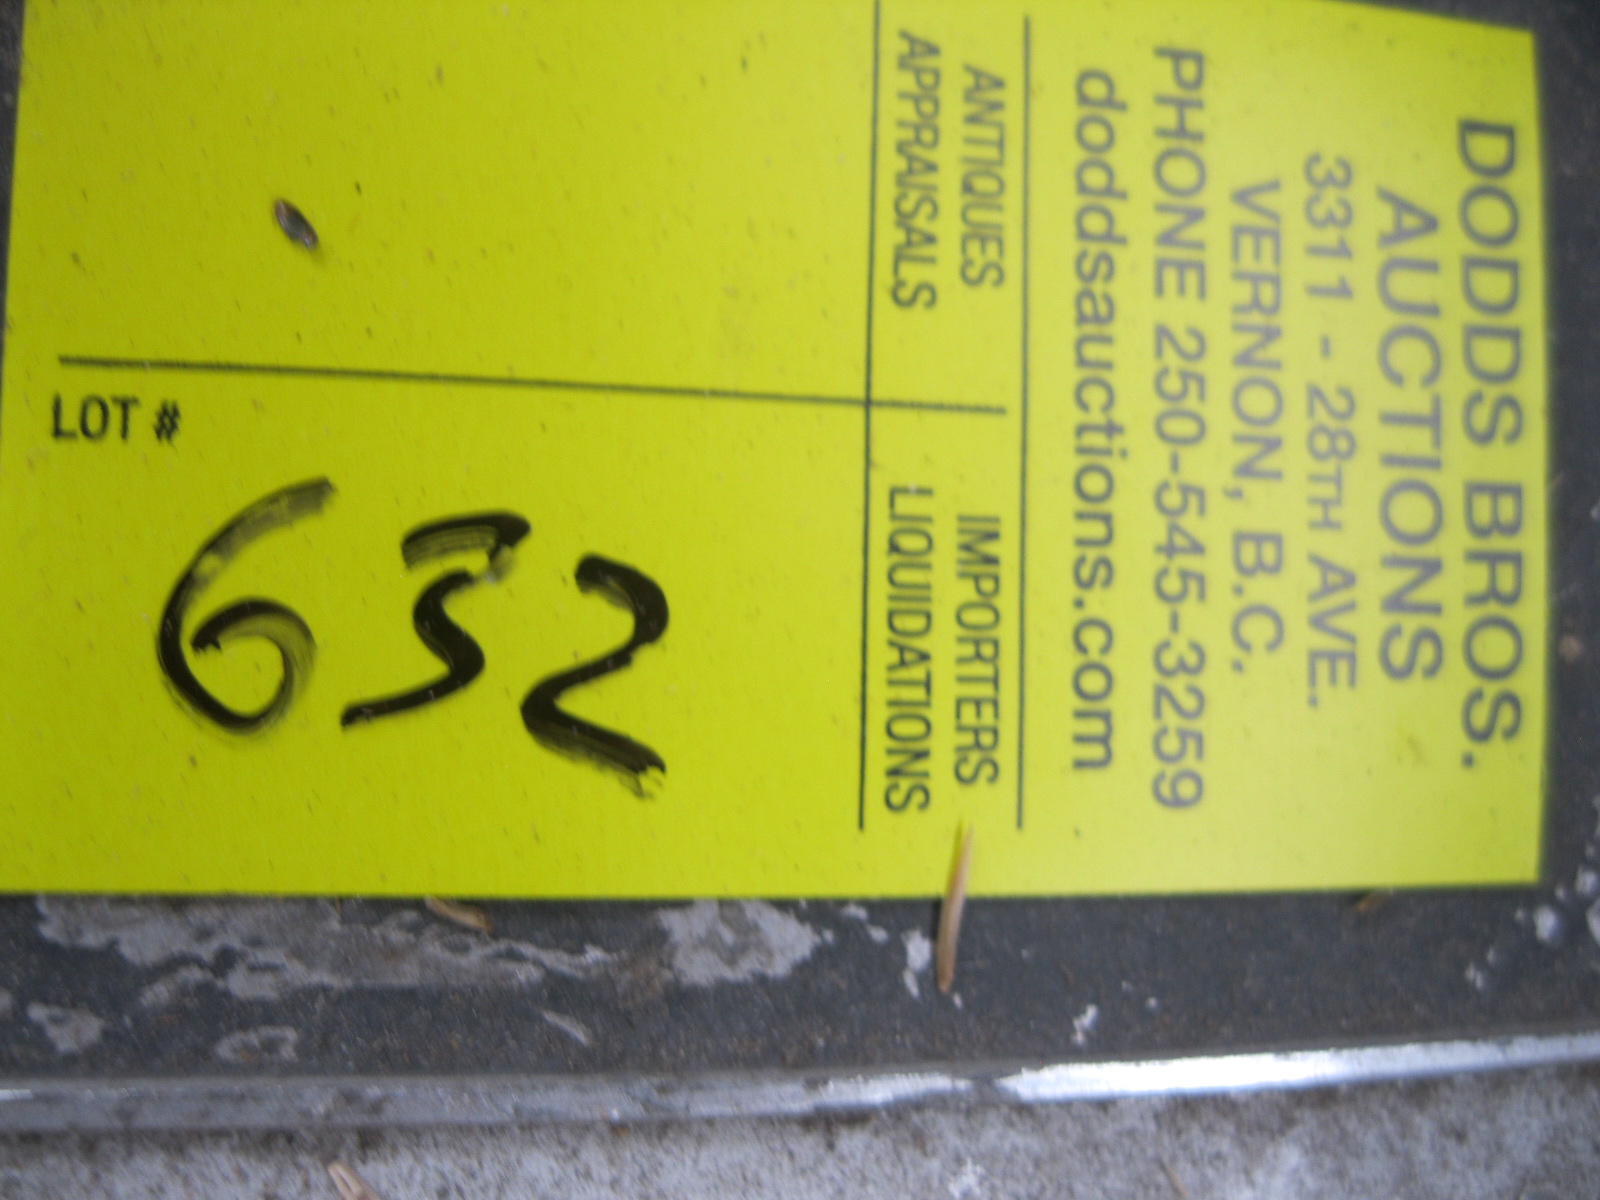 DODDS BROS.
AUCTIONS
3311 - 28TH AVE.
VERNON, B.C.
PHONE 250-545-3259
doddsauctions.com
ANTIQUES IMPORTERS
APPRAISALS LIQUIDATIONS
LOT #
632